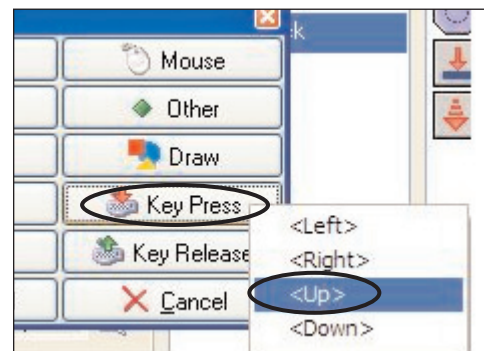 k
Mouse
Other
Draw
Key Press
Key Release
Cancel
<Left>
<Right>
<Up>
<Down>